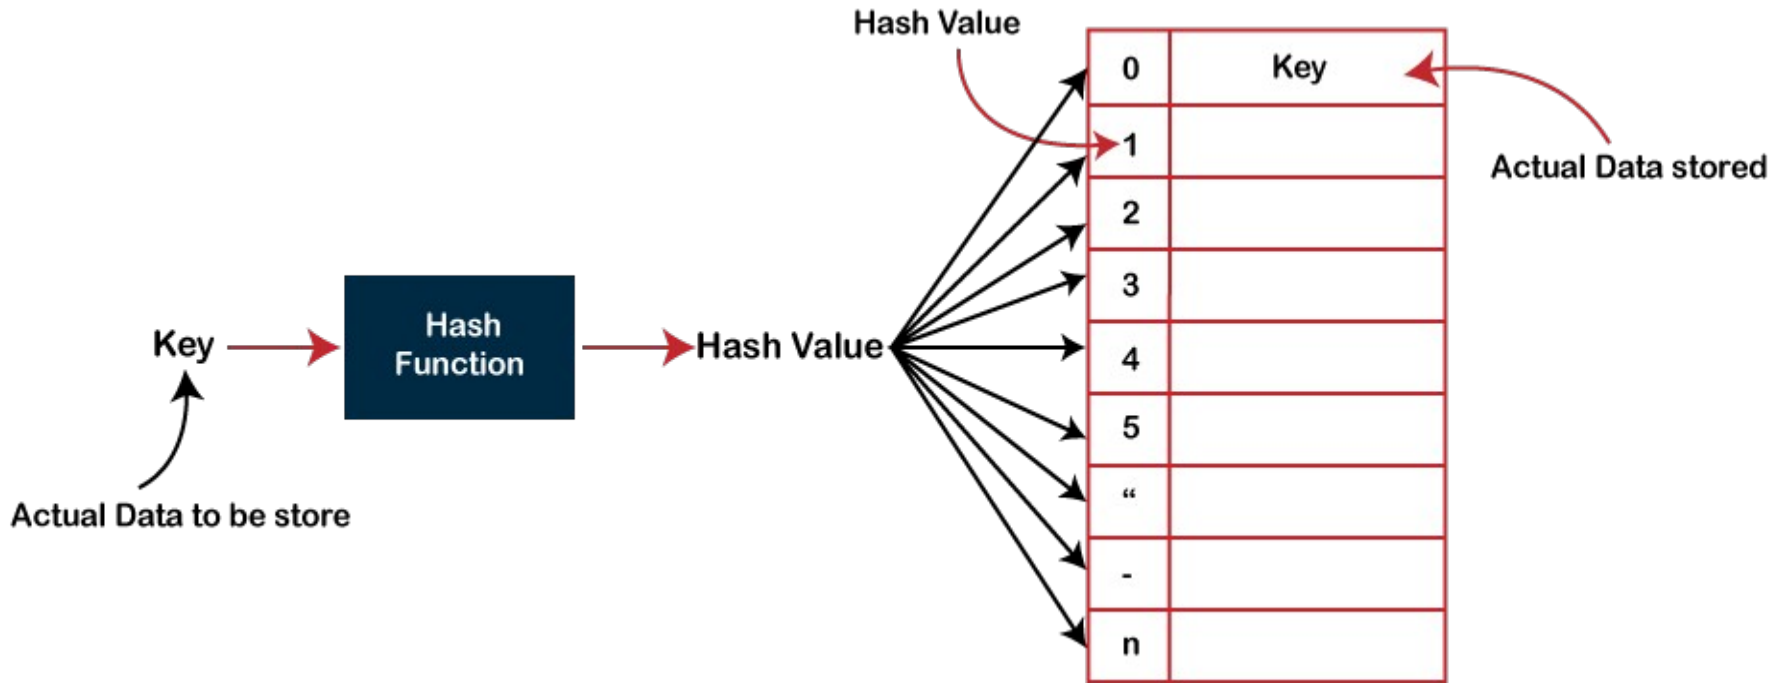 Hash Value
0 Key
1
Actual Data stored
2
3
Hash
Function
Key
Hash Value
4
5
“
Actual Data to be store
-
n